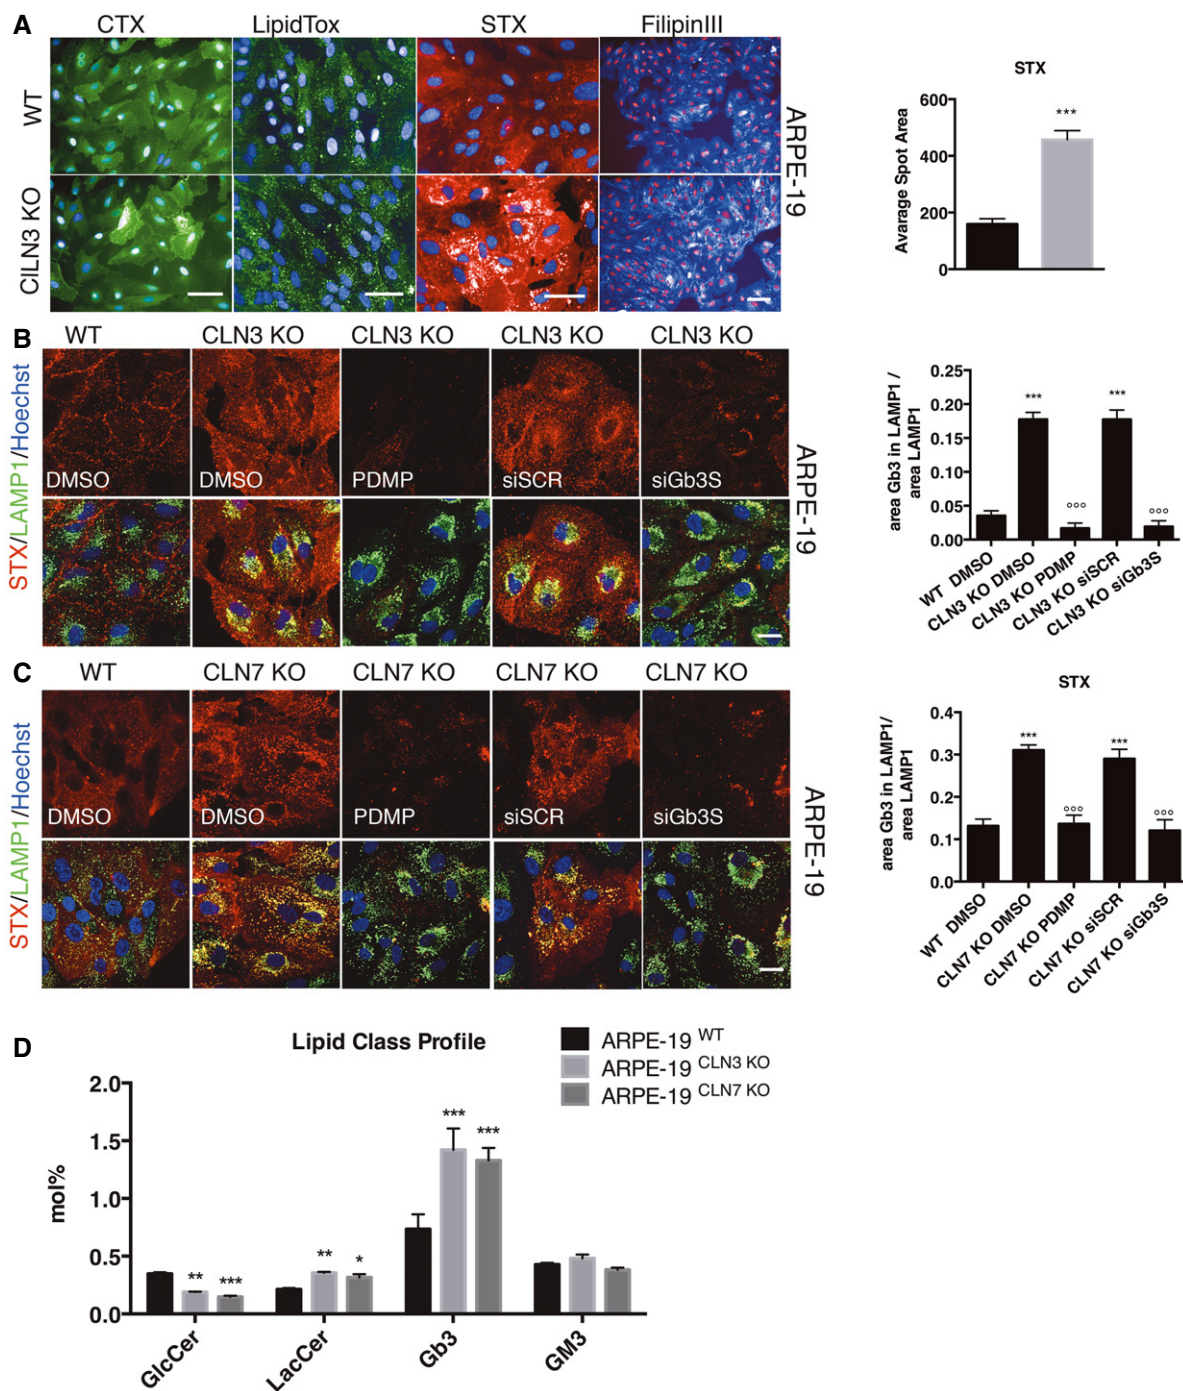 A
CTX LipidTox STX FilipinIII
WT
ClLN3 KO
ARPE-19
STX
Avarage Spot Area
600
400
200
0
***
B
WT CLN3 KO CLN3 KO CLN3 KO CLN3 KO
STX/LAMP1/Hoechst
DMSO DMSO PDMP siSCR siGb3S
ARPE-19
area Gb3 in LAMP1 /
area LAMP1
0.25
0.20
0.15
0.10
0.05
0.00
*** °°° *** °°°
WT DMSO
CLN3 KO DMSO
CLN3 KO PDMP
CLN3 KO siSCR
CLN3 KO siGb3S
C
WT CLN7 KO CLN7 KO CLN7 KO CLN7 KO
STX/LAMP1/Hoechst
DMSO DMSO PDMP siSCR siGb3S
ARPE-19
STX
area Gb3 in LAMP1/
area LAMP1
0.4
0.3
0.2
0.1
0.0
*** °°° *** °°°
WT DMSO
CLN7 KO DMSO
CLN7 KO PDMP
CLN7 KO siSCR
CLN7 KO siGb3S
D
Lipid Class Profile
ARPE-19 WT
ARPE-19 CLN3 KO
ARPE-19 CLN7 KO
mol%
2.0
1.5
1.0
0.5
0.0
** *** ** * *** ***
GlcCer
LacCer
Gb3
GM3